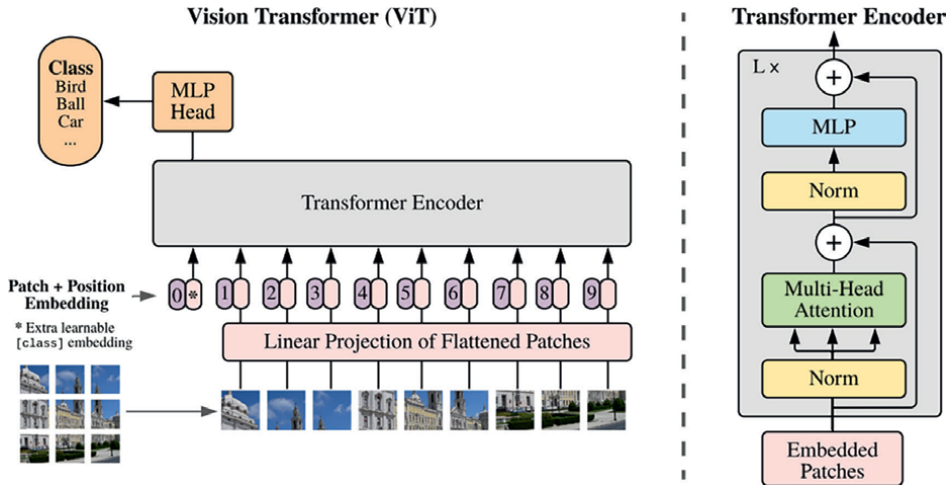 Vision Transformer (ViT)
Class
Bird
Ball
Car
...
MLP
Head
Transformer Encoder
Patch + Position
Embedding
0 * 1 2 3 4 5 6 7 8 9
* Extra learnable
[class] embedding
Linear Projection of Flattened Patches
Transformer Encoder
L x
+
MLP
Norm
+
Multi-Head
Attention
Norm
Embedded
Patches